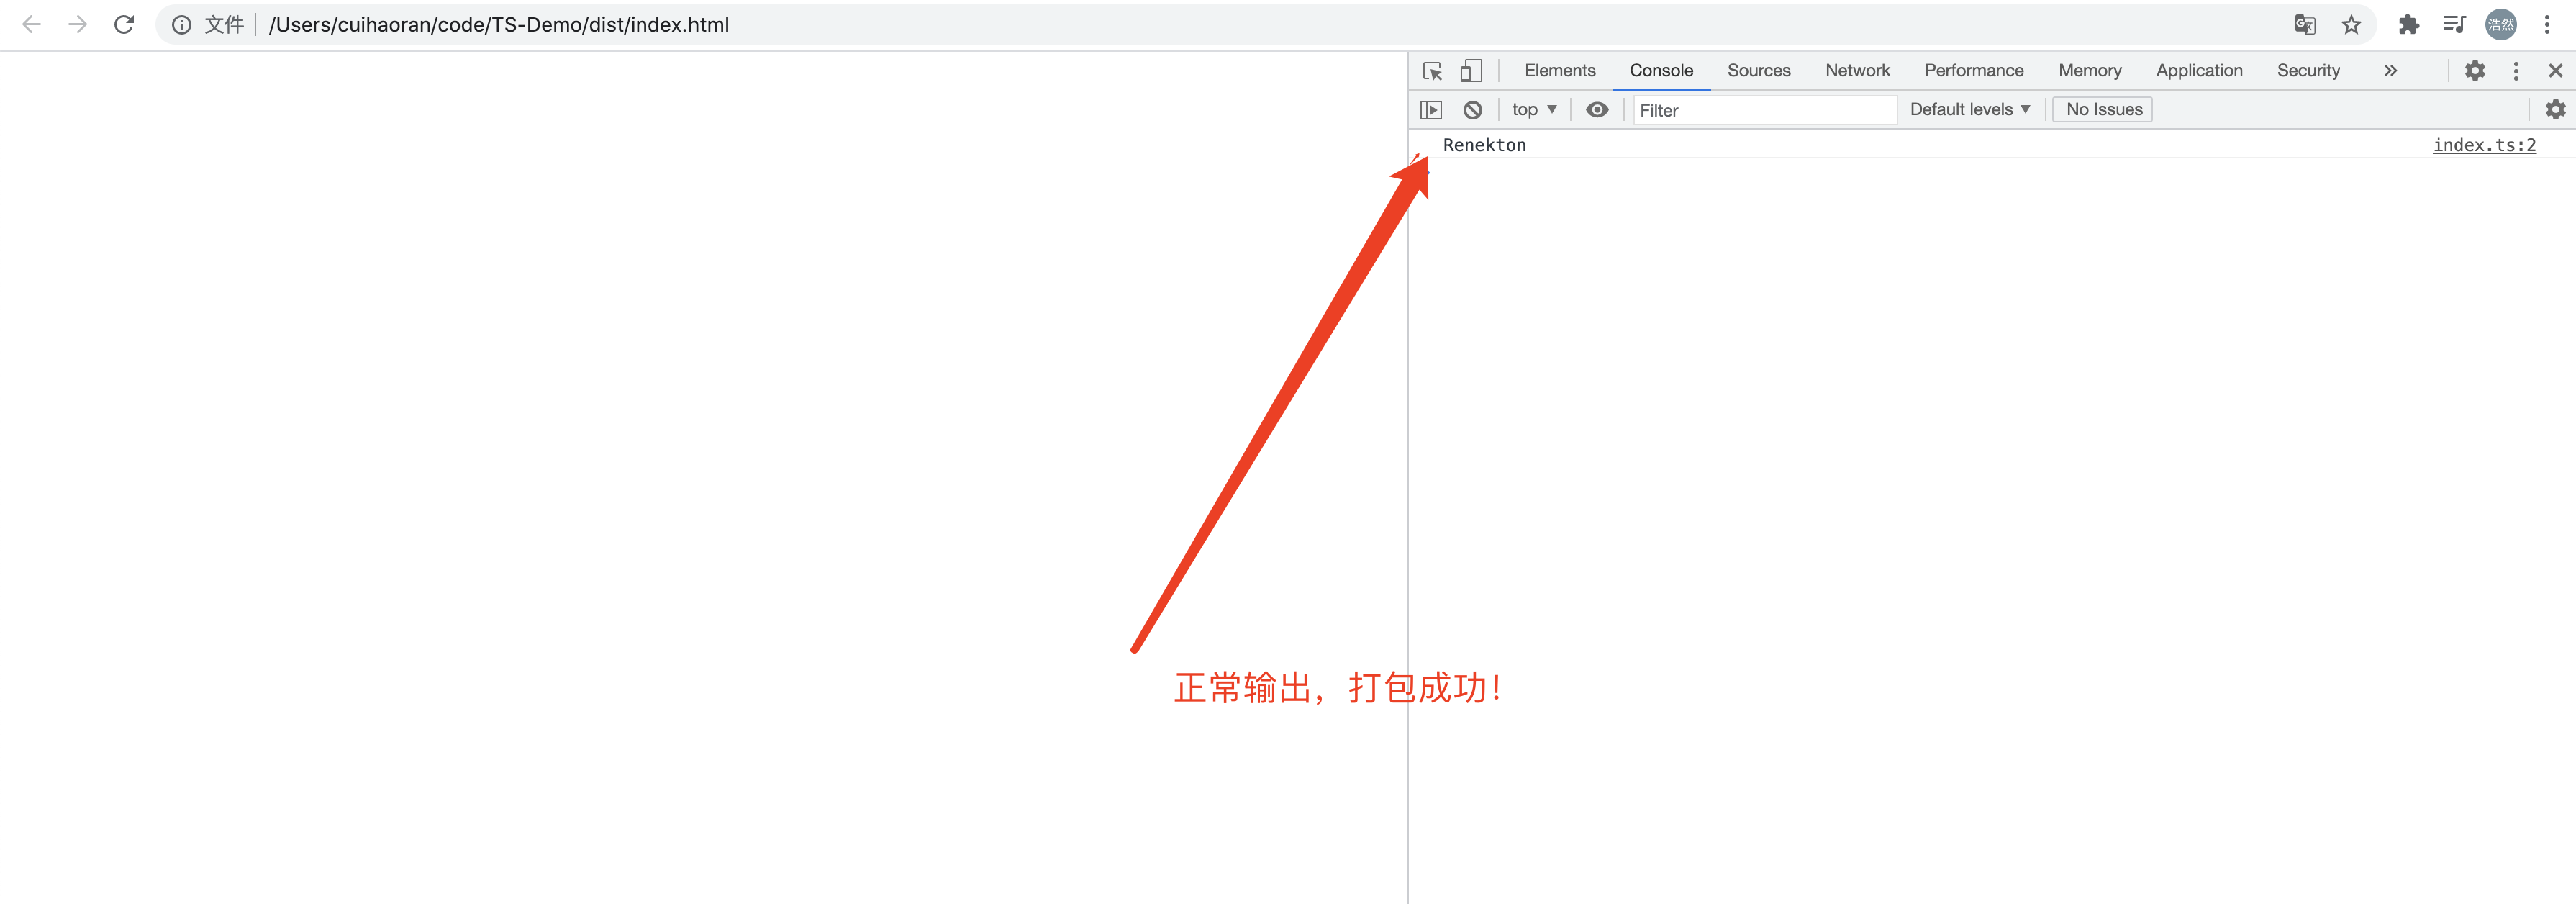 文件 /Users/cuihaoran/code/TS-Demo/dist/index.html 浩然
Elements Console Sources Network Performance Memory Application Security
top Filter Default levels No Issues
Renekton index.ts:2
正常输出，打包成功！